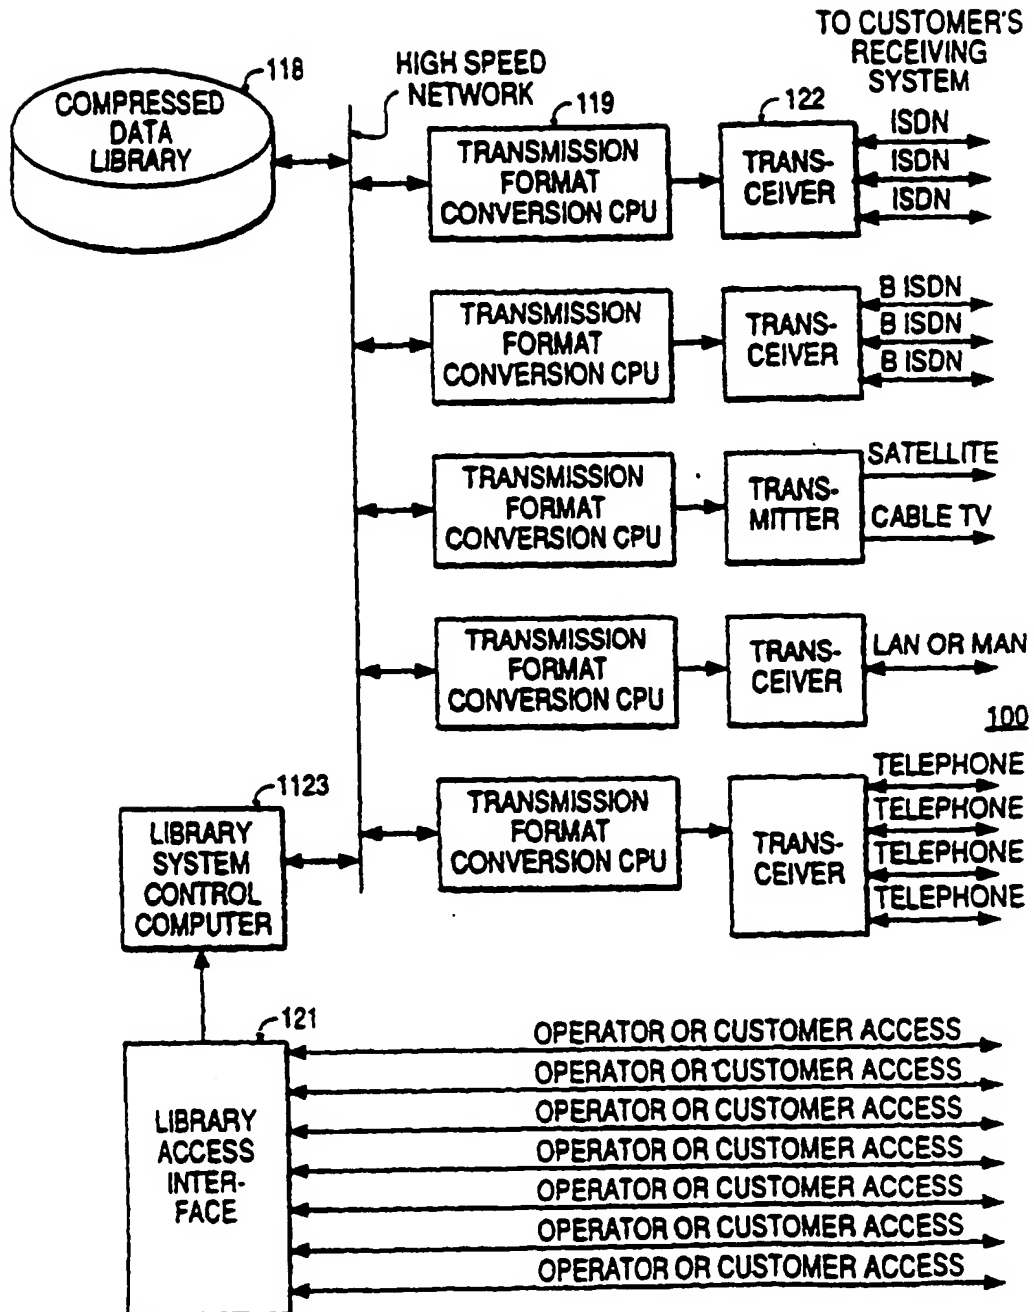 TO CUSTOMER'S
RECEIVING
SYSTEM
118
COMPRESSED
DATA
LIBRARY
HIGH SPEED
NETWORK
119
TRANSMISSION
FORMAT
CONVERSION CPU
122
TRANS-
CEIVER
ISDN
ISDN
ISDN
TRANSMISSION
FORMAT
CONVERSION CPU
TRANS-
CEIVER
B ISDN
B ISDN
B ISDN
TRANSMISSION
FORMAT
CONVERSION CPU
TRANS-
MITTER
SATELLITE
CABLE TV
TRANSMISSION
FORMAT
CONVERSION CPU
TRANS-
CEIVER
LAN OR MAN
100
1123
LIBRARY
SYSTEM
CONTROL
COMPUTER
TRANSMISSION
FORMAT
CONVERSION CPU
TRANS-
CEIVER
TELEPHONE
TELEPHONE
TELEPHONE
TELEPHONE
121
LIBRARY
ACCESS
INTER-
FACE
OPERATOR OR CUSTOMER ACCESS
OPERATOR OR CUSTOMER ACCESS
OPERATOR OR CUSTOMER ACCESS
OPERATOR OR CUSTOMER ACCESS
OPERATOR OR CUSTOMER ACCESS
OPERATOR OR CUSTOMER ACCESS
OPERATOR OR CUSTOMER ACCESS